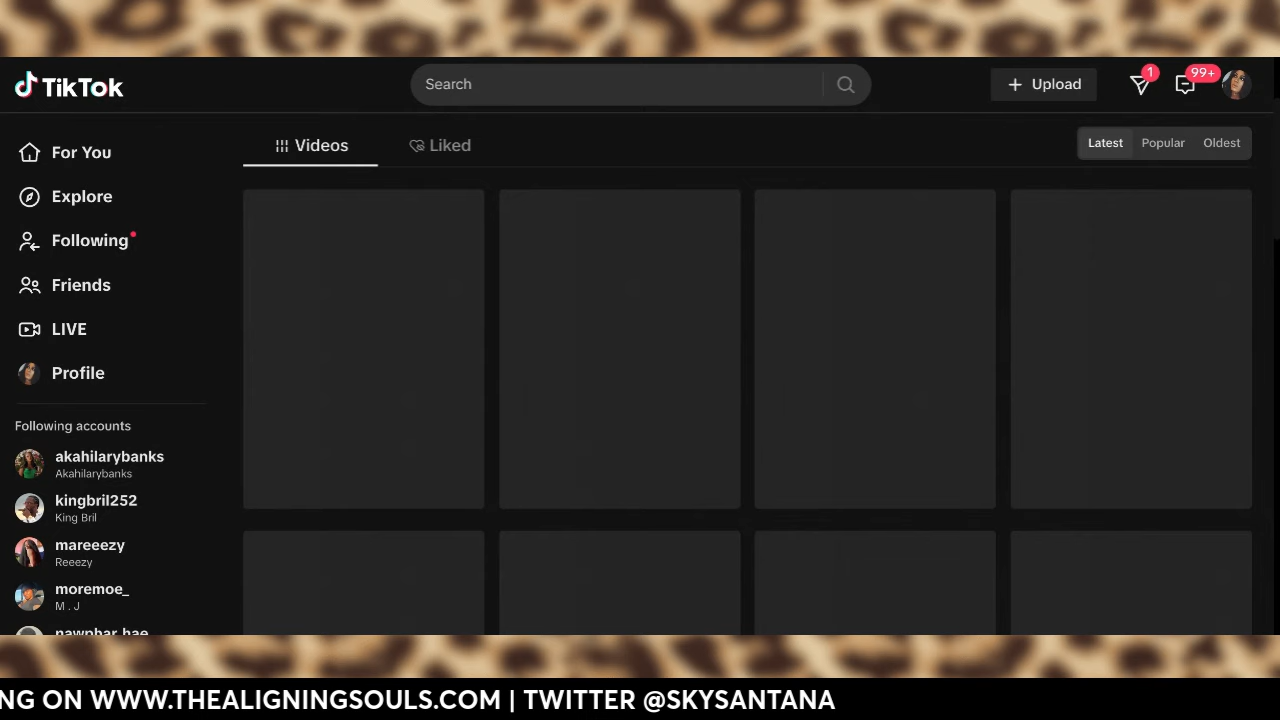 TikTok
Search
Upload
1
99+
For You
Explore
Following
Friends
LIVE
Profile
Following accounts
akahilarybanks
Akahilarybanks
kingbril252
King Bril
mareeezy
Reeezy
moremoe_
M . J
Videos
Liked
Latest
Popular
Oldest
NG ON WWW.THEALIGNINGSOULS.COM | TWITTER @SKYSANTANA